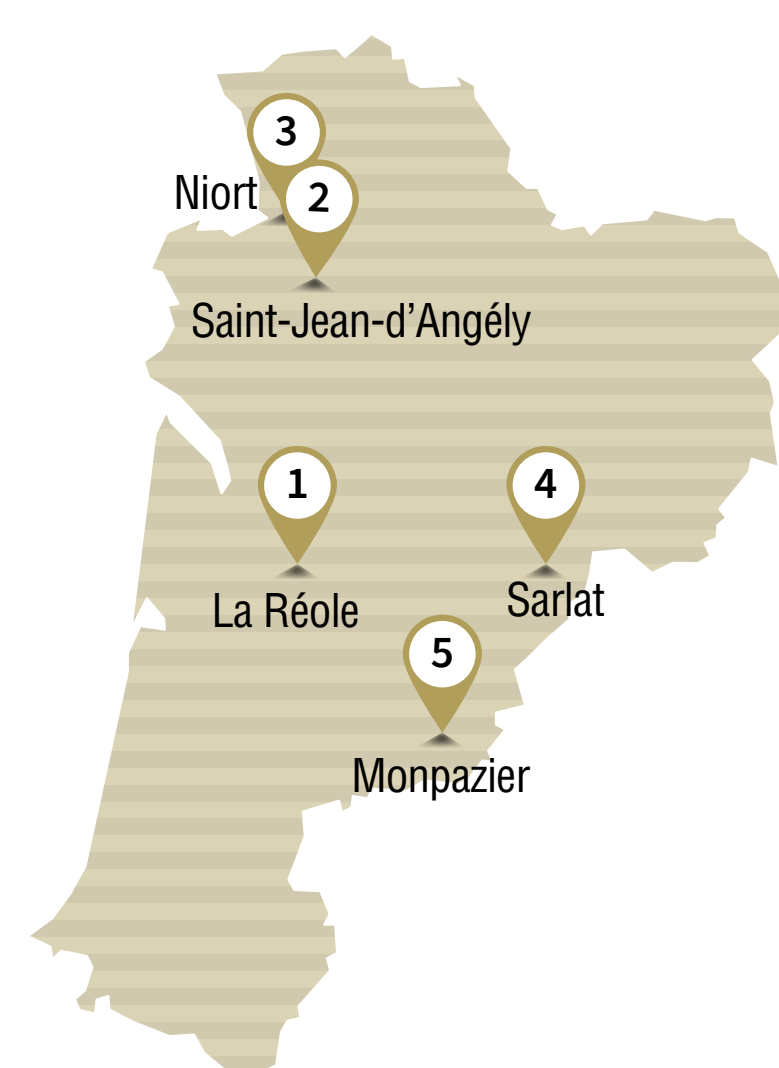 3
Niort
2
Saint-Jean-d’Angély
1
La Réole
4
Sarlat
5
Monpazier